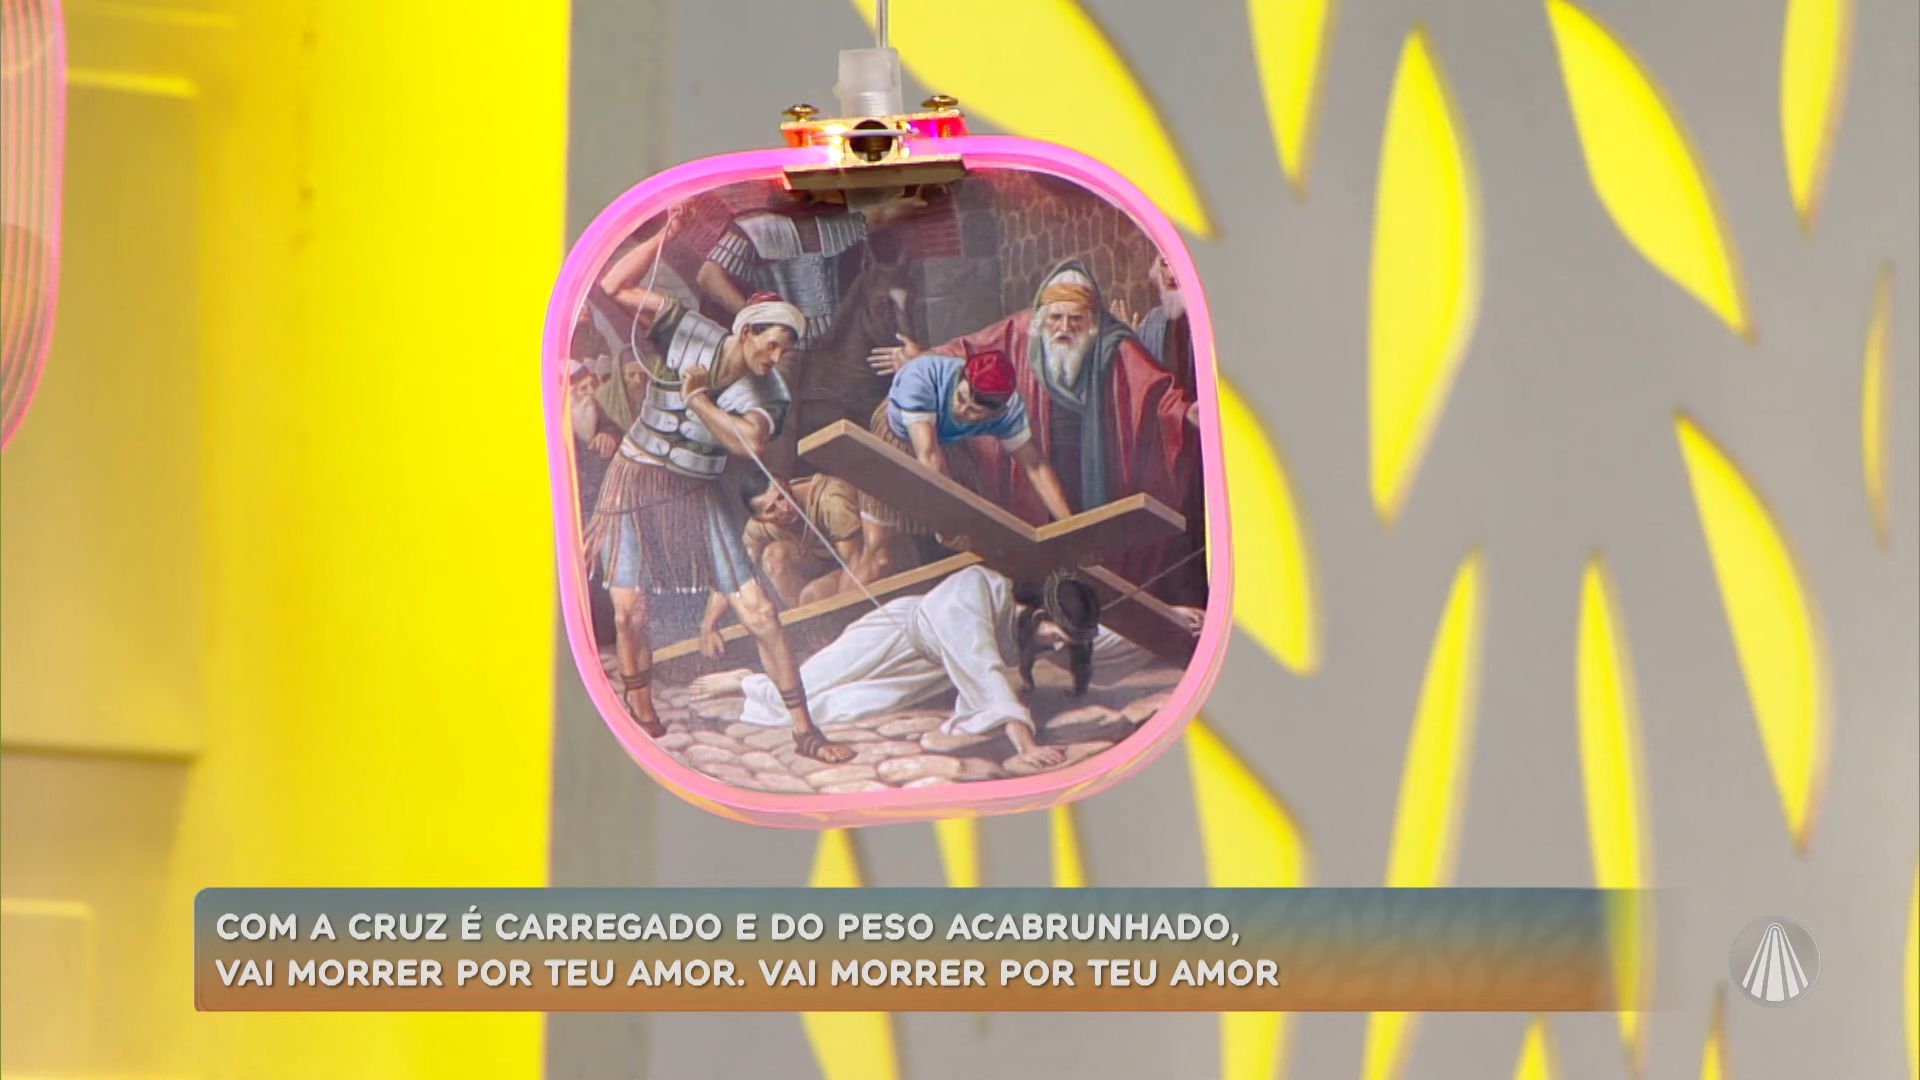 COM A CRUZ É CARREGADO E DO PESO ACABRUNHADO,
VAI MORRER POR TEU AMOR. VAI MORRER POR TEU AMOR